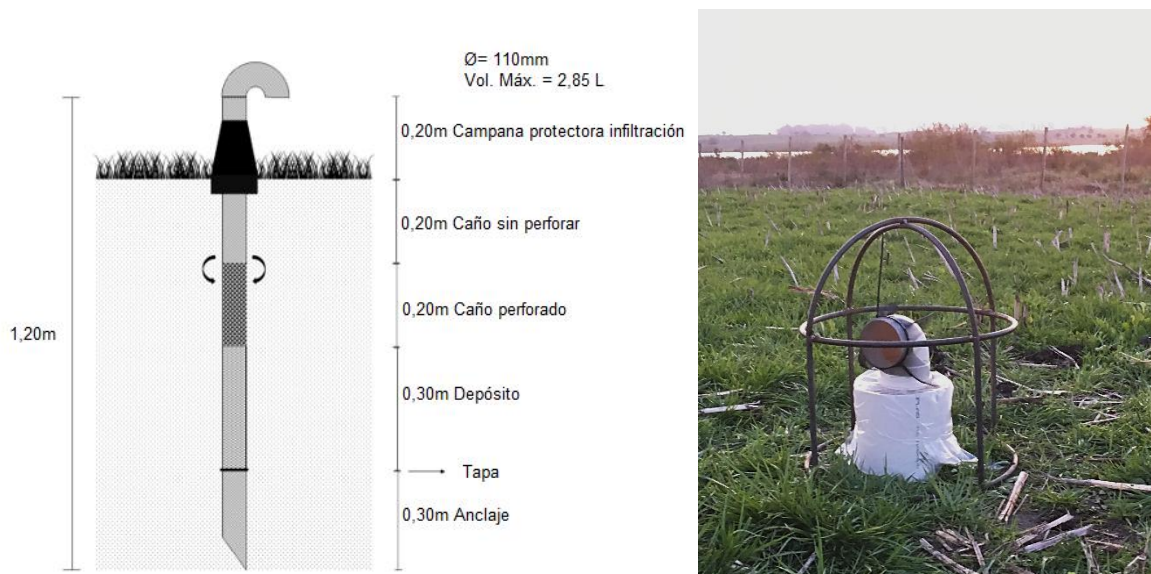 Ø= 110mm
Vol. Máx. = 2,85 L
0,20m Campana protectora infiltración
0,20m Caño sin perforar
1,20m
0,20m Caño perforado
0,30m Depósito
Tapa
0,30m Anclaje